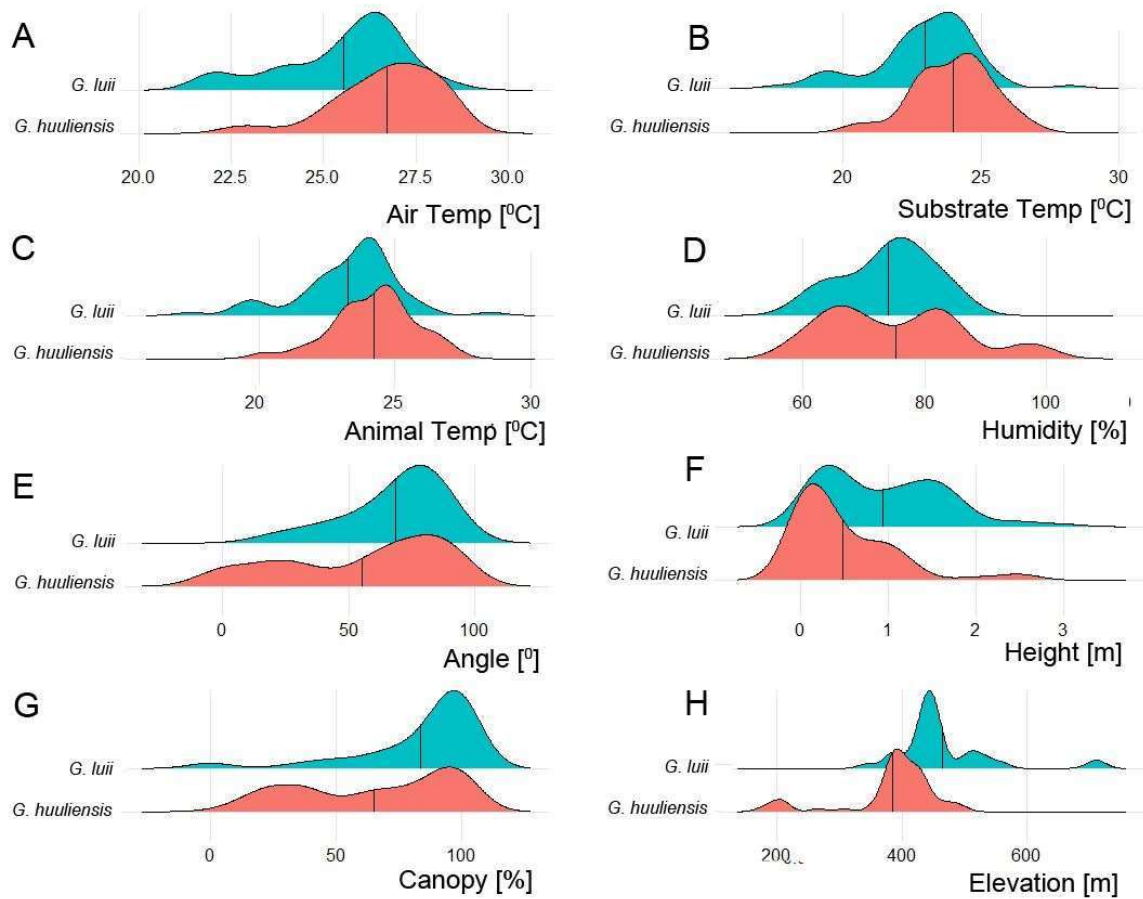 A
G. luii
G. huuliensis
20.0 22.5 25.0 27.5 30.0
Air Temp [⁰C]
B
G. luii
G. huuliensis
20 25 30
Substrate Temp [⁰C]
C
G. luii
G. huuliensis
20 25 30
Animal Temp [⁰C]
D
G. luii
G. huuliensis
60 80 100
Humidity [%]
E
G. luii
G. huuliensis
0 50 100
Angle [⁰]
F
G. luii
G. huuliensis
0 1 2 3
Height [m]
G
G. luii
G. huuliensis
0 50 100
Canopy [%]
H
G. luii
G. huuliensis
200 400 600
Elevation [m]